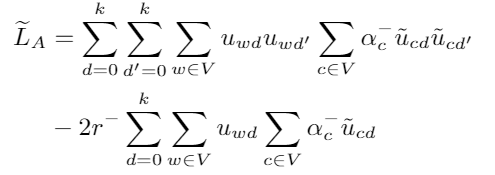 $\widetilde{L}_A = \sum_{d=0}^{k} \sum_{d'=0}^{k} \sum_{w \in V} u_{wd} u_{wd'} \sum_{c \in V} \alpha_c^- \tilde{u}_{cd} \tilde{u}_{cd'}$
$- 2r^- \sum_{d=0}^{k} \sum_{w \in V} u_{wd} \sum_{c \in V} \alpha_c^- \tilde{u}_{cd}$